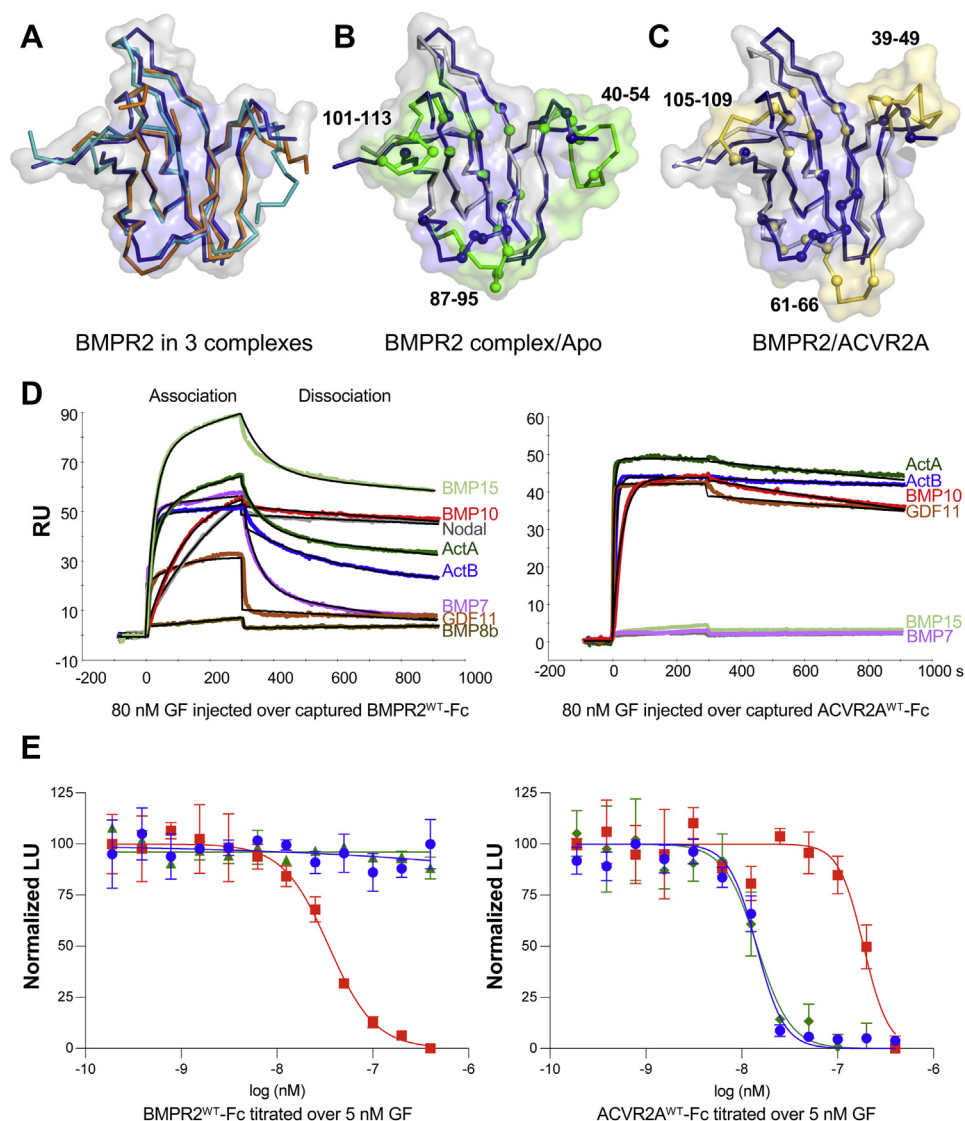 A
B
C
39-49
40-54
105-109
101-113
87-95
61-66
BMPR2 in 3 complexes
BMPR2 complex/Apo
BMPR2/ACVR2A
D
Association
Dissociation
90
70
50
30
10
-10
RU
BMP15
BMP10
Nodal
ActA
ActB
BMP7
GDF11
BMP8b
-200
0
200
400
600
800
1000
80 nM GF injected over captured BMPR2WT-Fc
60
50
40
30
20
10
0
ActA
ActB
BMP10
GDF11
BMP15
BMP7
-200
0
200
400
600
800
1000 s
80 nM GF injected over captured ACVR2AWT-Fc
E
125
100
75
50
25
0
Normalized LU
-10
-9
-8
-7
-6
log (nM)
BMPR2WT-Fc titrated over 5 nM GF
125
100
75
50
25
0
Normalized LU
-10
-9
-8
-7
-6
log (nM)
ACVR2AWT-Fc titrated over 5 nM GF